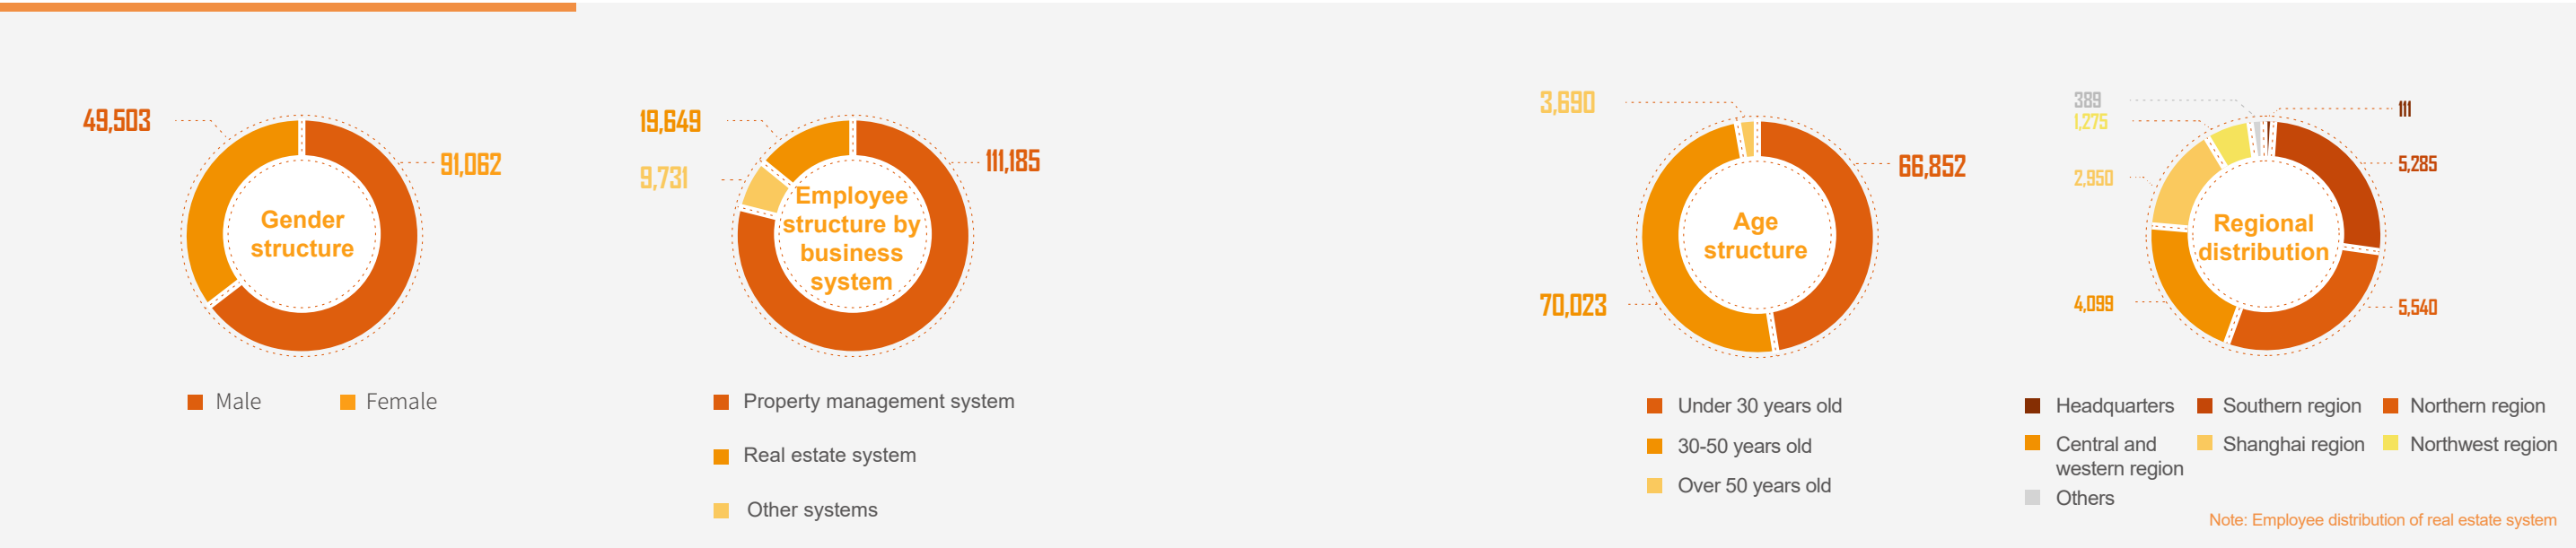 49,503
91,062
Gender
structure
Male
Female
19,649
9,731
111,185
Employee
structure by
business
system
Property management system
Real estate system
Other systems
3,690
66,852
70,023
Age
structure
Under 30 years old
30-50 years old
Over 50 years old
389
1,275
2,950
4,099
111
5,285
5,540
Regional
distribution
Headquarters
Southern region
Northern region
Central and
western region
Shanghai region
Northwest region
Others
Note: Employee distribution of real estate system